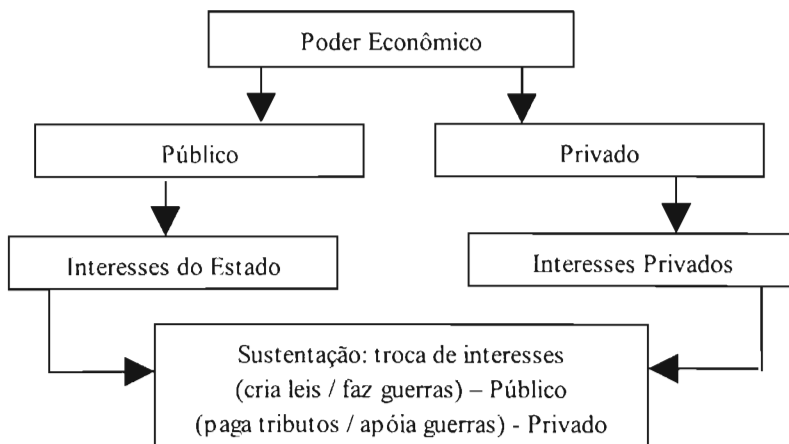 Poder Econômico
Público
Privado
Interesses do Estado
Interesses Privados
Sustentação: troca de interesses
(cria leis / faz guerras) – Público
(paga tributos / apóia guerras) - Privado